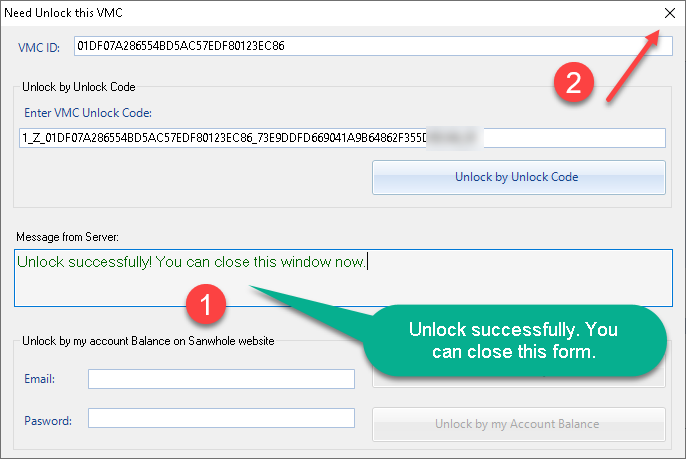 Need Unlock this VMC
2
VMC ID: 01DF07A286554BD5AC57EDF80123EC86
Unlock by Unlock Code
Enter VMC Unlock Code:
1_Z_01DF07A286554BD5AC57EDF80123EC86_73E9DDFD669041A9B64862F355D
Unlock by Unlock Code
Message from Server:
Unlock successfully! You can close this window now.
1
Unlock successfully. You
can close this form.
Unlock by my account Balance on Sanwhole website
Email:
Pasword:
Unlock by my Account Balance